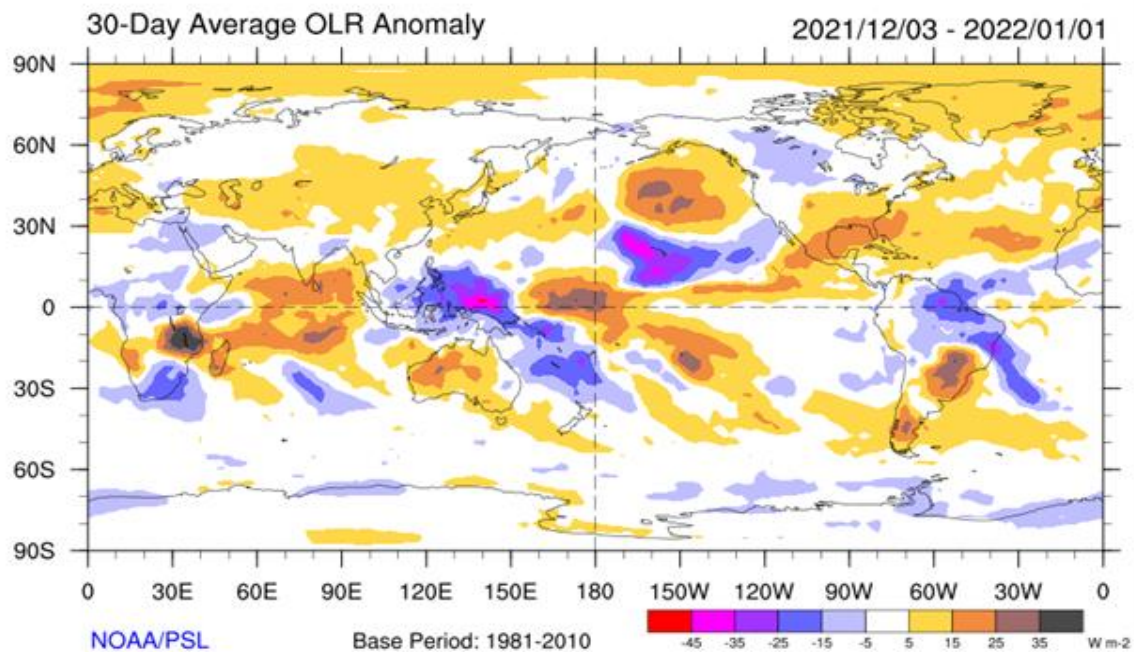 30-Day Average OLR Anomaly 2021/12/03 - 2022/01/01
90N
60N
30N
0
30S
60S
90S
0 30E 60E 90E 120E 150E 180 150W 120W 90W 60W 30W 0
-45 -35 -25 -15 -5 5 15 25 35 W m-2
NOAA/PSL Base Period: 1981-2010